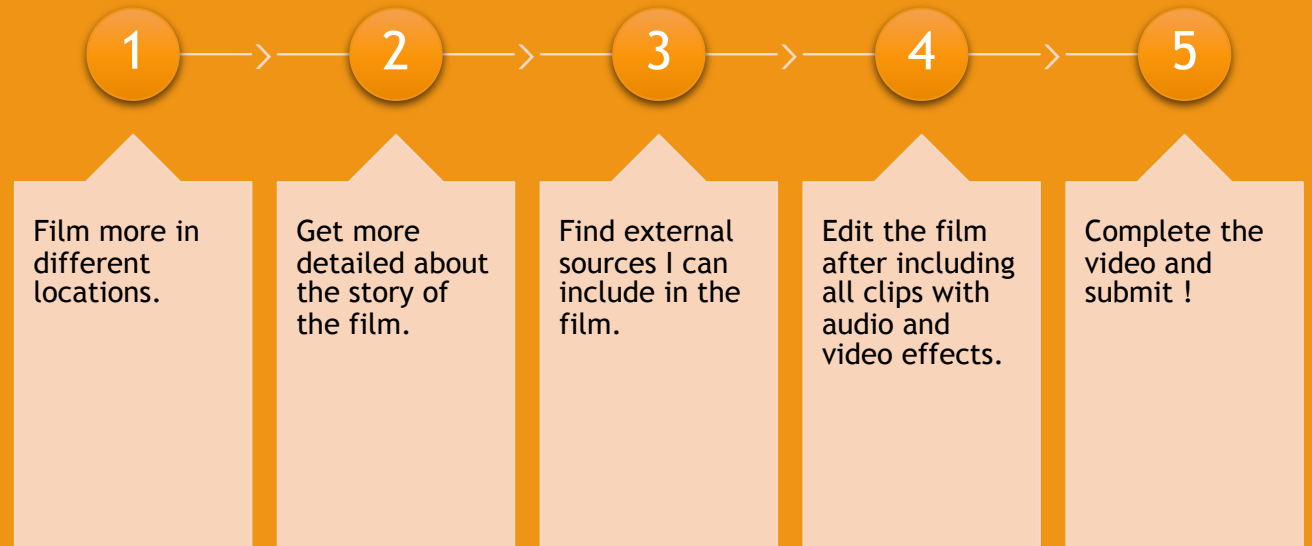 1
2
3
4
5
Film more in
different
locations.
Get more
detailed about
the story of
the film.
Find external
sources I can
include in the
film.
Edit the film
after including
all clips with
audio and
video effects.
Complete the
video and
submit !